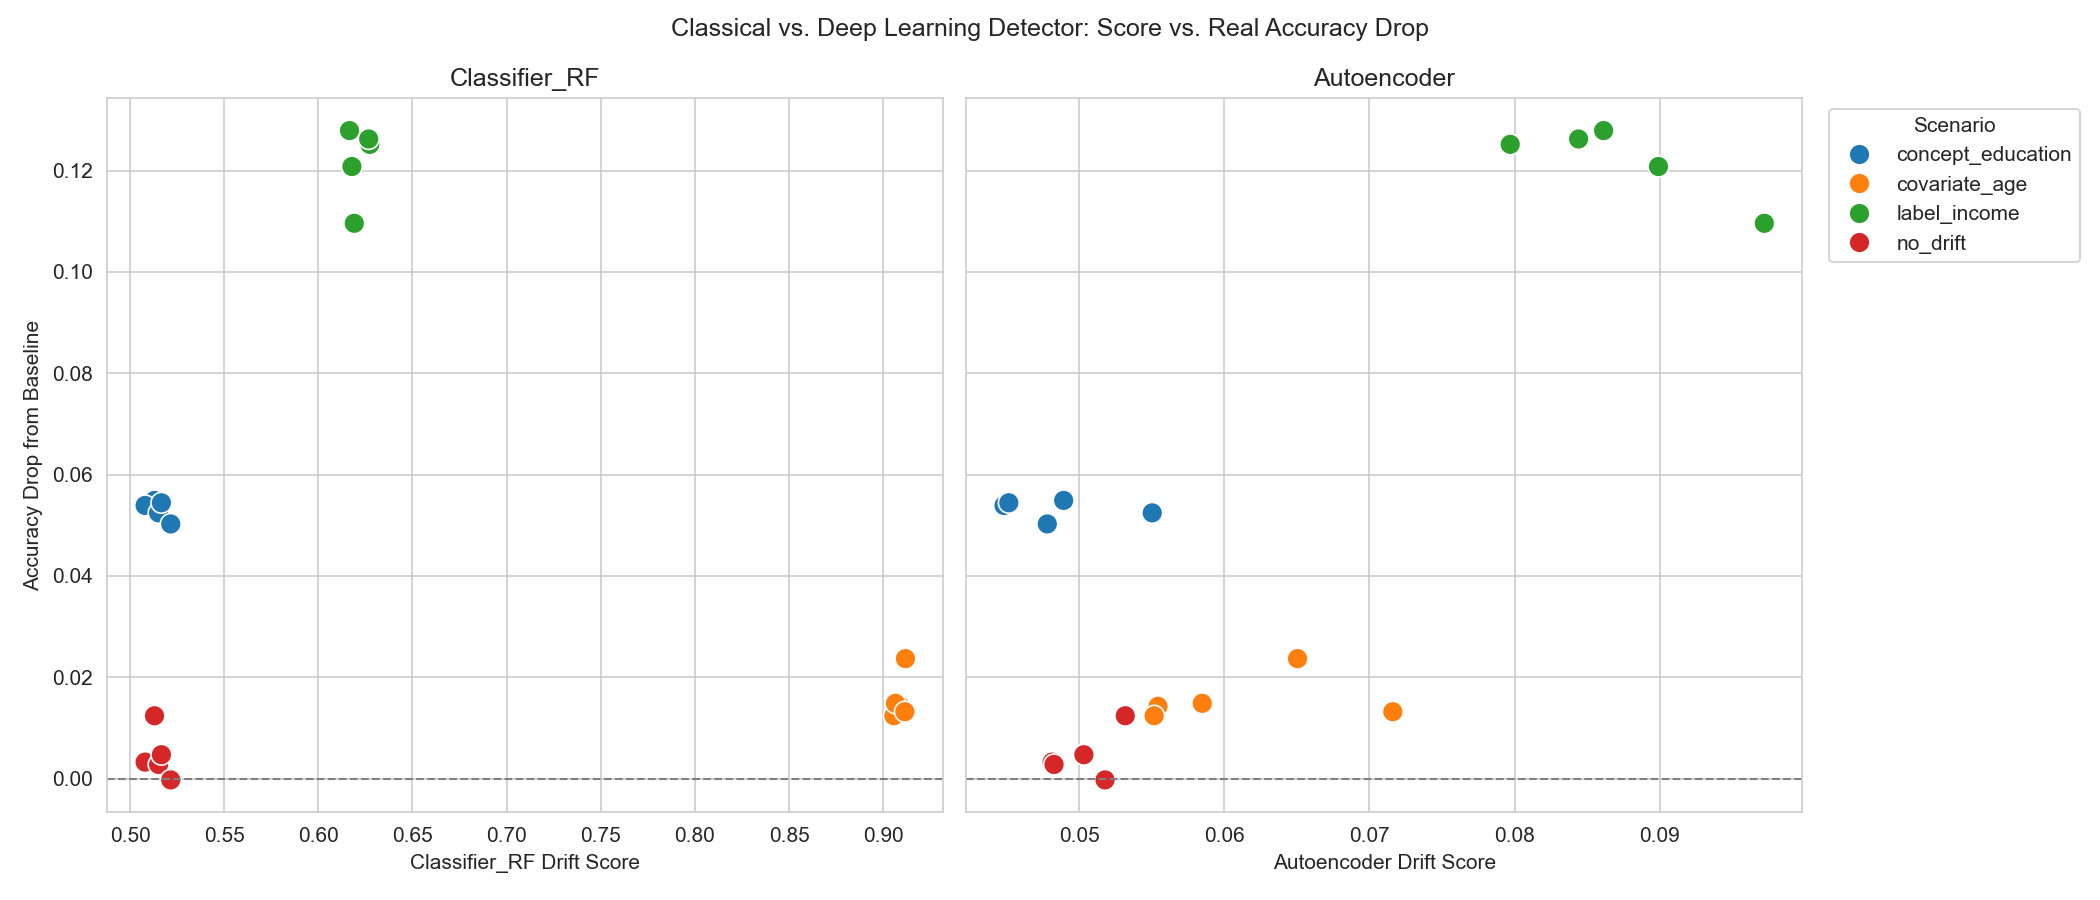 Classical vs. Deep Learning Detector: Score vs. Real Accuracy Drop
Classifier_RF
Autoencoder
Scenario
concept_education
covariate_age
label_income
no_drift
Accuracy Drop from Baseline
0.12
0.10
0.08
0.06
0.04
0.02
0.00
0.50 0.55 0.60 0.65 0.70 0.75 0.80 0.85 0.90
Classifier_RF Drift Score
0.05 0.06 0.07 0.08 0.09
Autoencoder Drift Score